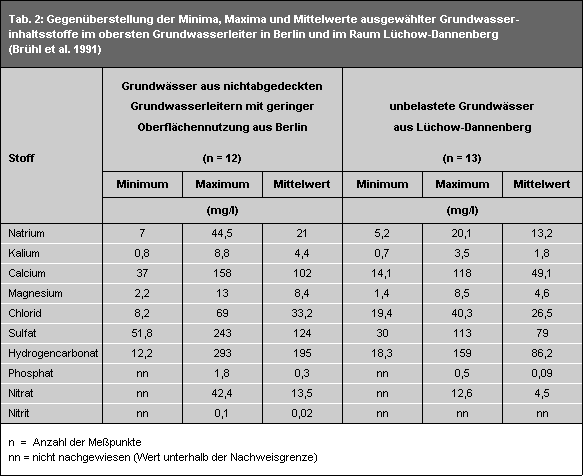 Tab. 2: Gegenüberstellung der Minima, Maxima und Mittelwerte ausgewählter Grundwasser-
inhaltsstoffe im obersten Grundwasserleiter in Berlin und im Raum Lüchow-Dannenberg
(Brühl et al. 1991)
Stoff
Grundwässer aus nichtabgedeckten
Grundwasserleitern mit geringer
Oberflächennutzung aus Berlin
(n = 12)
unbelastete Grundwässer
aus Lüchow-Dannenberg
(n = 13)
Minimum Maximum Mittelwert Minimum Maximum Mittelwert
(mg/l) (mg/l)
Natrium 7 44,5 21 5,2 20,1 13,2
Kalium 0,8 8,8 4,4 0,7 3,5 1,8
Calcium 37 158 102 14,1 118 49,1
Magnesium 2,2 13 8,4 1,4 8,5 4,6
Chlorid 8,2 69 33,2 19,4 40,3 26,5
Sulfat 51,8 243 124 30 113 79
Hydrogencarbonat 12,2 293 195 18,3 159 86,2
Phosphat nn 1,8 0,3 nn 0,5 0,09
Nitrat nn 42,4 13,5 nn 12,6 4,5
Nitrit nn 0,1 0,02 nn nn nn
n = Anzahl der Meßpunkte
nn = nicht nachgewiesen (Wert unterhalb der Nachweisgrenze)